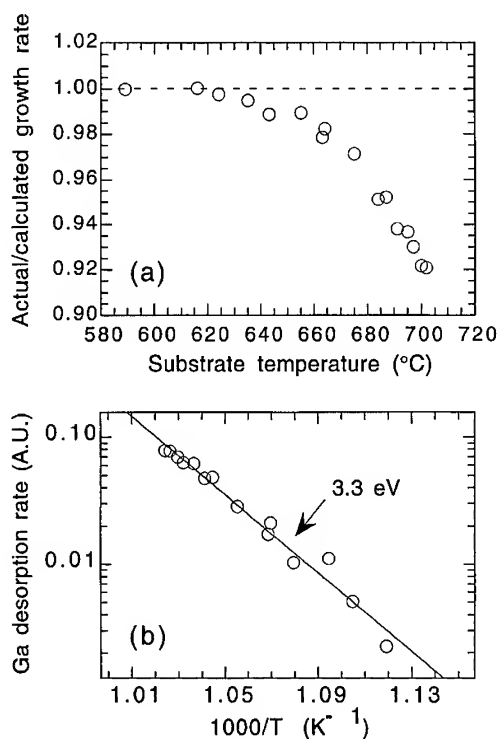 Actual/calculated growth rate
1.02
1.00
0.98
0.96
0.94
0.92
0.90
(a)
580 600 620 640 660 680 700 720
Substrate temperature (°C)
Ga desorption rate (A.U.)
0.10
0.01
3.3 eV
(b)
1.01 1.05 1.09 1.13
1000/T (K⁻¹)